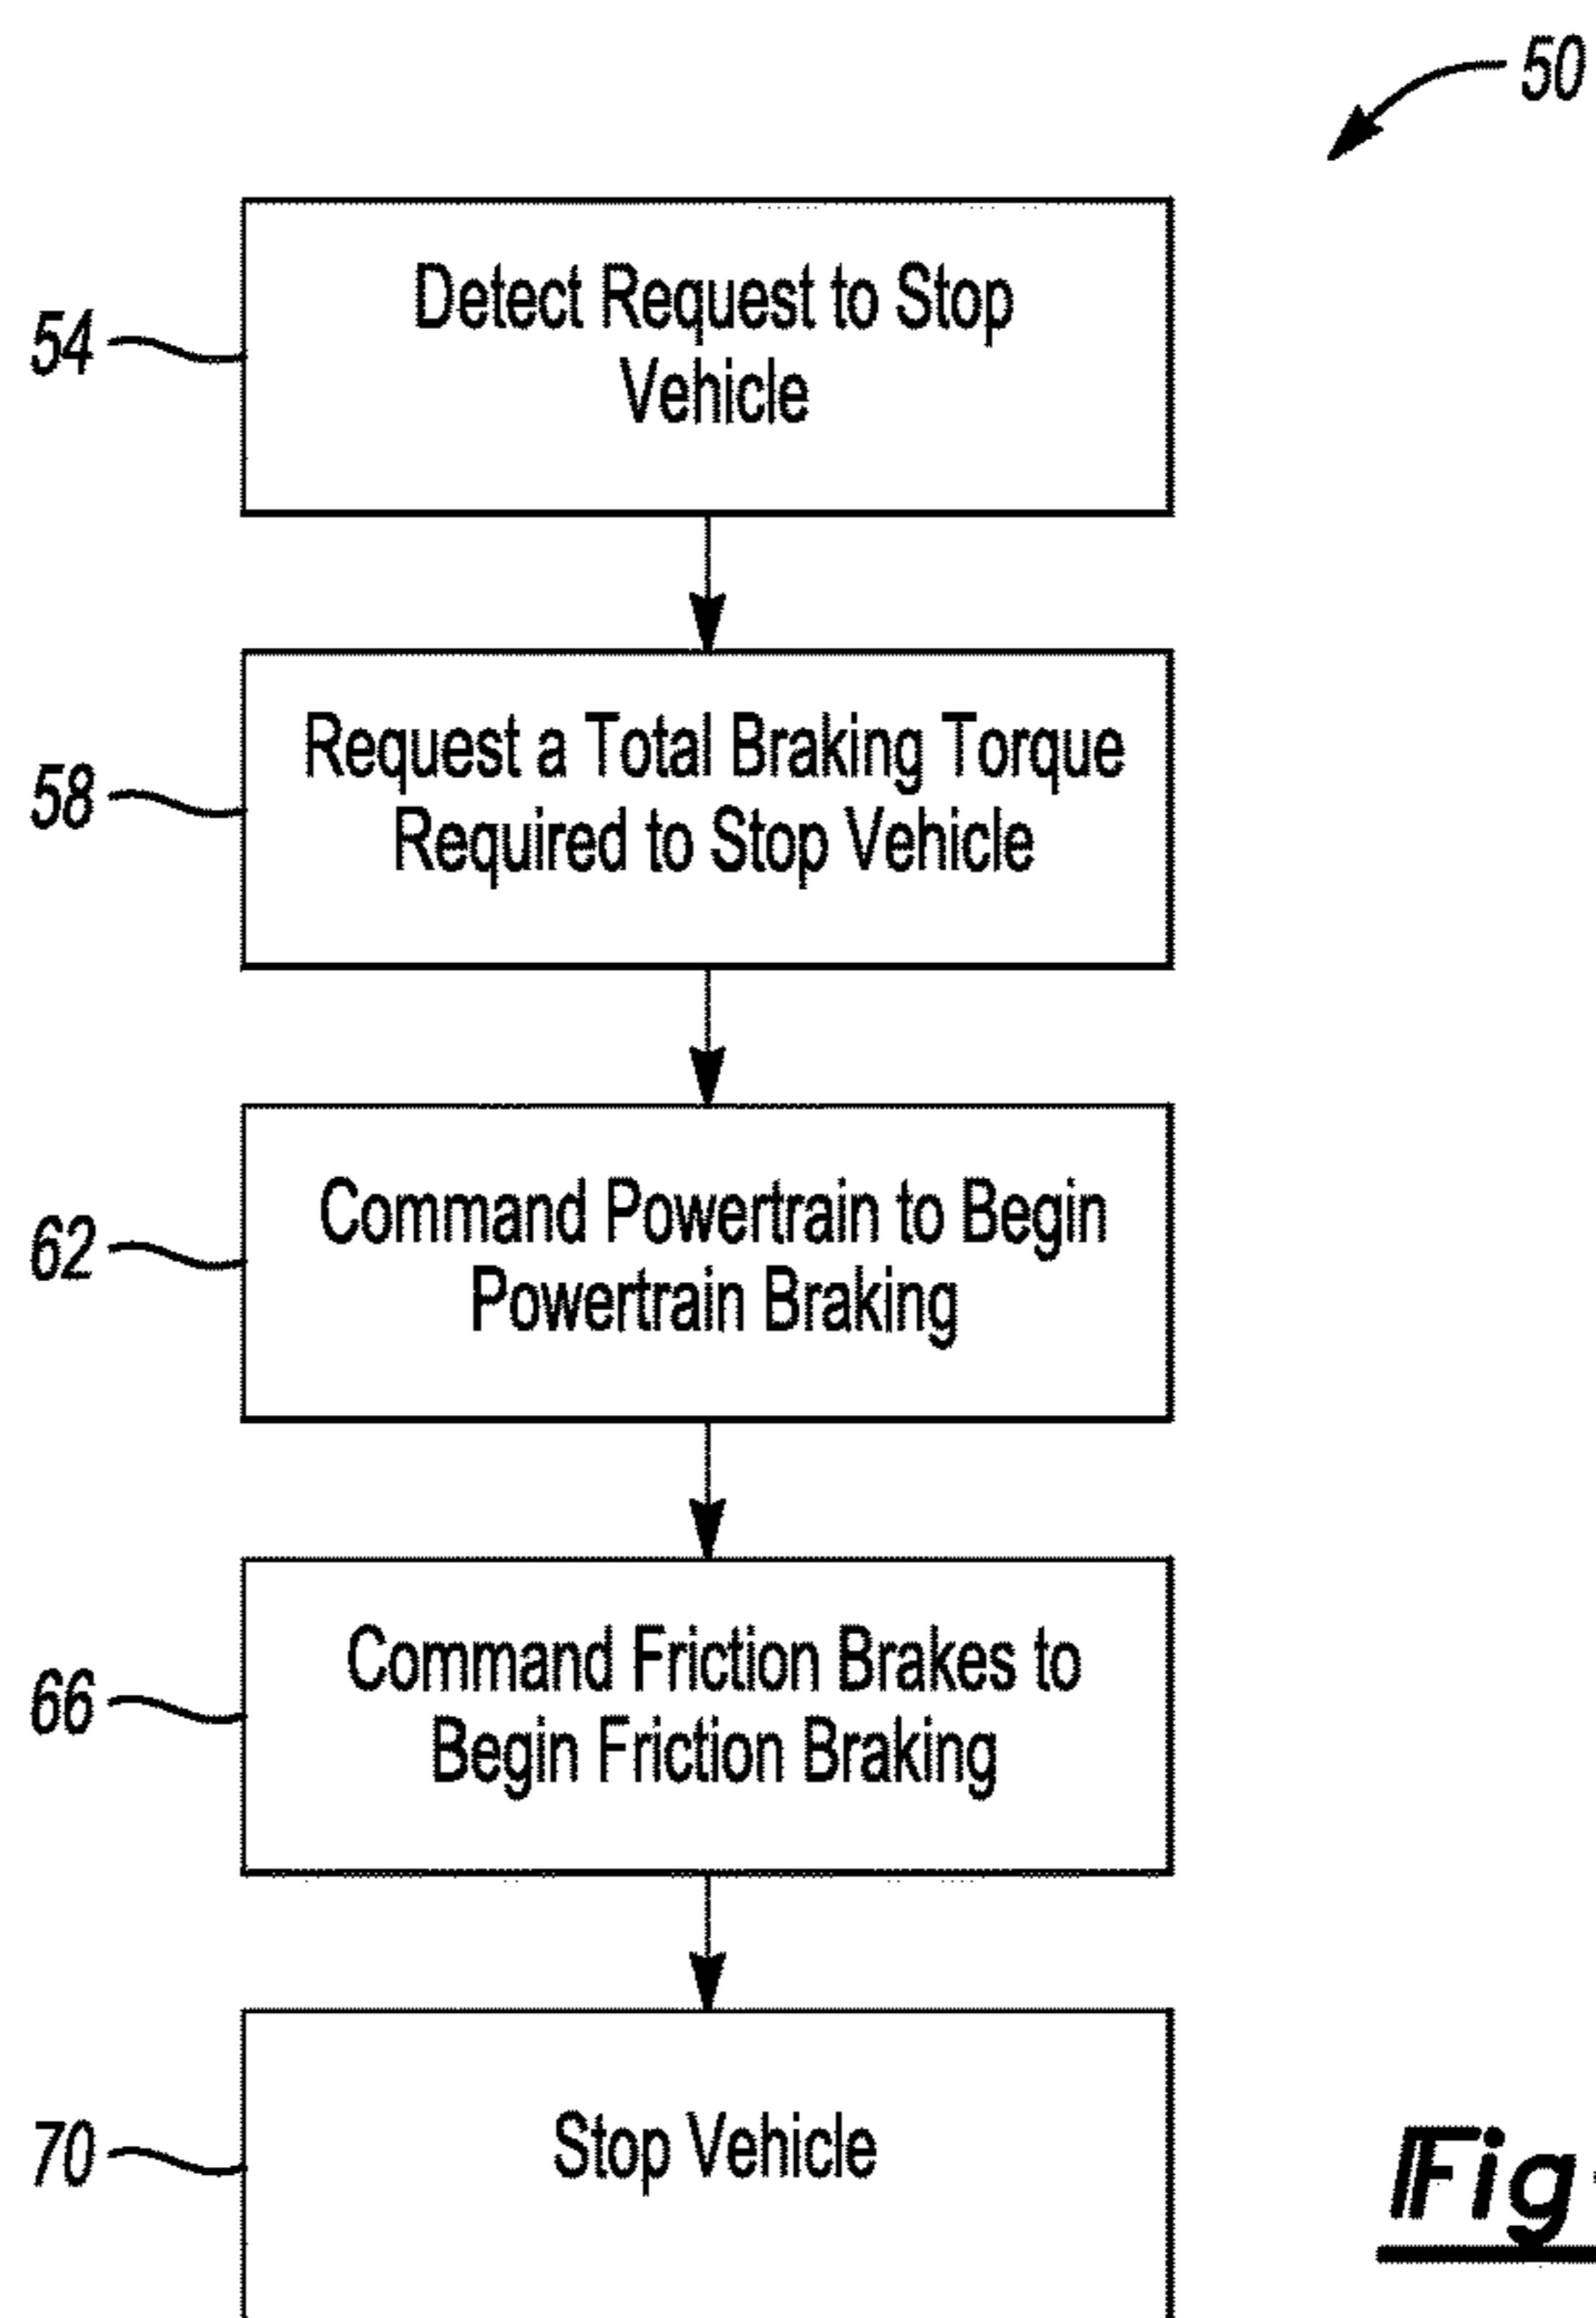 50
54
Detect Request to Stop
Vehicle
58
Request a Total Braking Torque
Required to Stop Vehicle
62
Command Powertrain to Begin
Powertrain Braking
66
Command Friction Brakes to
Begin Friction Braking
70
Stop Vehicle
Fig